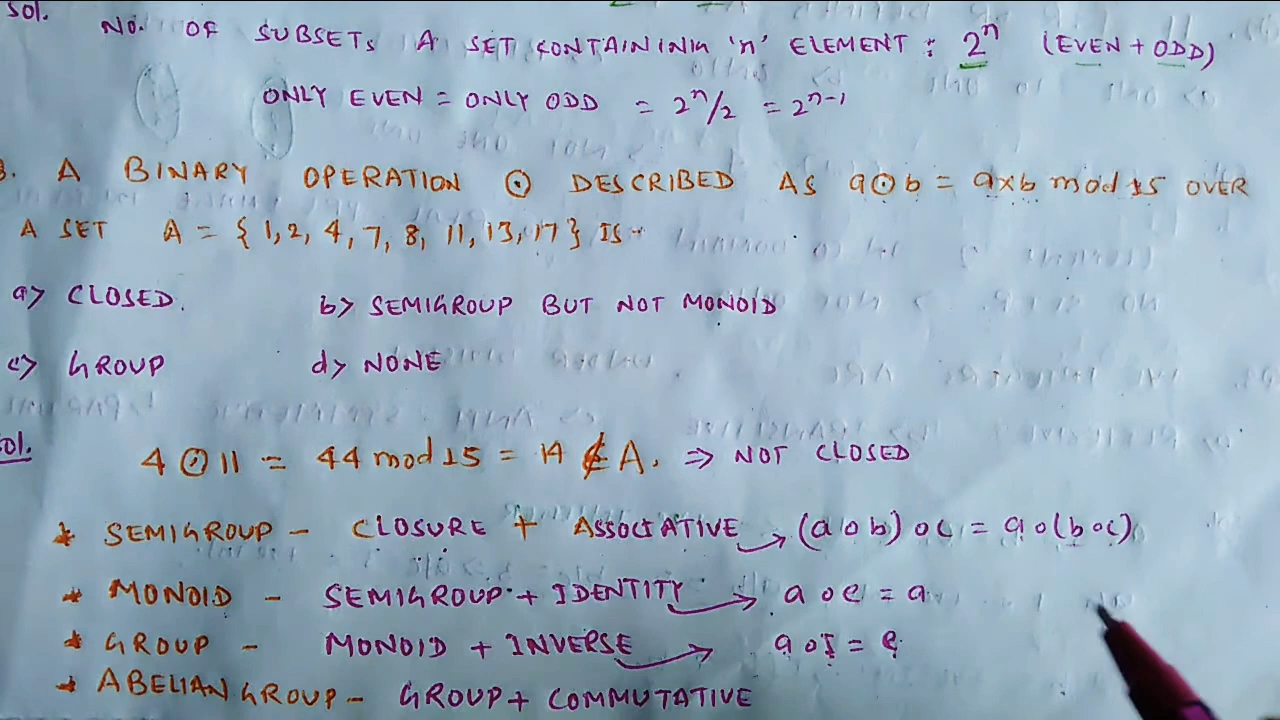 Sol.
NO. OF SUBSETS A SET CONTAINING 'n' ELEMENT : 2ⁿ (EVEN + ODD)
ONLY EVEN = ONLY ODD = 2ⁿ/2 = 2ⁿ⁻¹
3. A BINARY OPERATION ⊙ DESCRIBED AS a⊙b = a×b mod 15 OVER
A SET A = {1, 2, 4, 7, 8, 11, 13, 17} IS-
a> CLOSED. b> SEMIGROUP BUT NOT MONOID
c> GROUP d> NONE
Sol.
4 ⊙ 11 = 44 mod 15 = 14 ∉ A. ⇒ NOT CLOSED
* SEMIGROUP - CLOSURE + ASSOCIATIVE → (a o b) o c = a o (b o c)
* MONOID - SEMIGROUP + IDENTITY → a o e = a
* GROUP - MONOID + INVERSE → a o I = e
* ABELIAN GROUP - GROUP + COMMUTATIVE